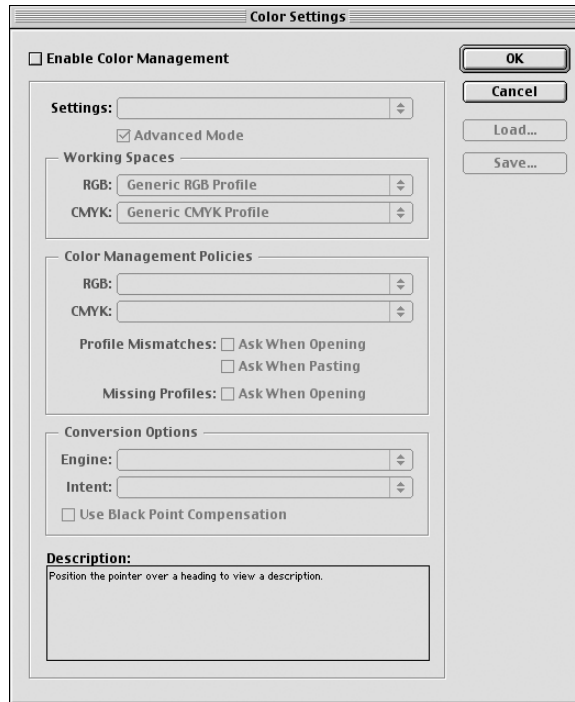 Color Settings
Enable Color Management
OK
Cancel
Load...
Save...
Settings:
Advanced Mode
Working Spaces
RGB: Generic RGB Profile
CMYK: Generic CMYK Profile
Color Management Policies
RGB:
CMYK:
Profile Mismatches: Ask When Opening
Ask When Pasting
Missing Profiles: Ask When Opening
Conversion Options
Engine:
Intent:
Use Black Point Compensation
Description:
Position the pointer over a heading to view a description.